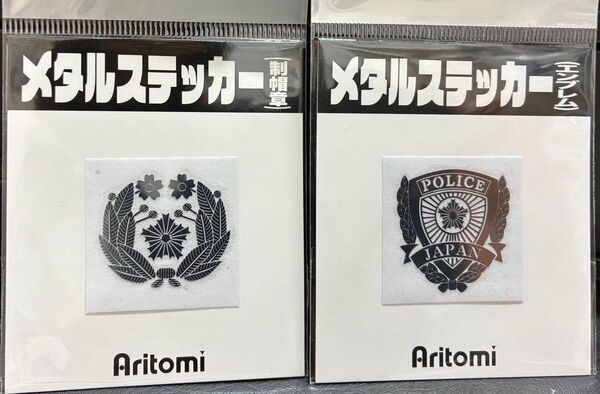 メタルステッカー[制帽章]
Aritomi
メタルステッカー[エンブレム]
POLICE
JAPAN
Aritomi